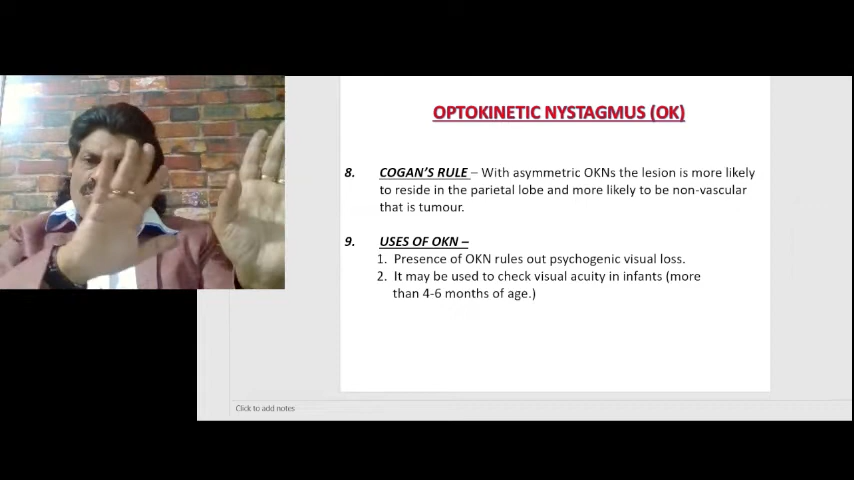 OPTOKINETIC NYSTAGMUS (OK)
8. COGAN'S RULE – With asymmetric OKNs the lesion is more likely
to reside in the parietal lobe and more likely to be non-vascular
that is tumour.
9. USES OF OKN –
1. Presence of OKN rules out psychogenic visual loss.
2. It may be used to check visual acuity in infants (more
than 4-6 months of age.)
Click to add notes